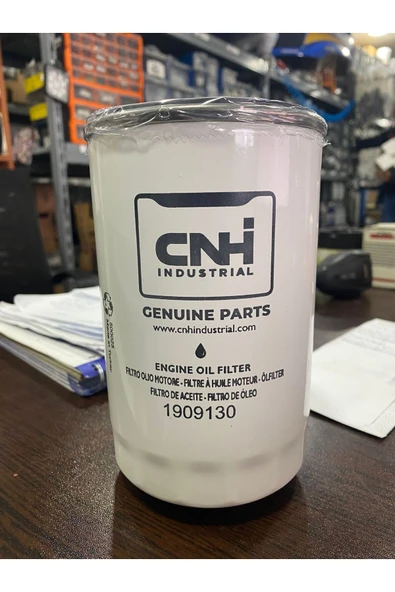 CNH
INDUSTRIAL
GENUINE PARTS
www.cnhindustrial.com
ENGINE OIL FILTER
FILTRO OLIO MOTORE - FILTRE À HUILE MOTEUR - ÖLFILTER
FILTRO DE ACEITE - FILTRO DE ÓLEO
1909130